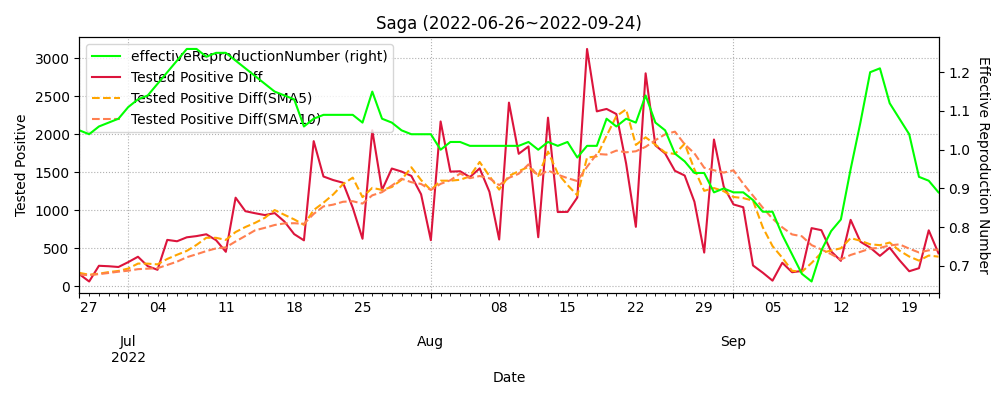 Saga (2022-06-26~2022-09-24)
effectiveReproductionNumber (right)
Tested Positive Diff
Tested Positive Diff(SMA5)
Tested Positive Diff(SMA10)
Tested Positive
3000
2500
2000
1500
1000
500
0
1.2
1.1
1.0
0.9
0.8
0.7
Effective Reproduction Number
27 04 11 18 25 08 15 22 29 05 12 19
Jul Aug Sep
2022
Date